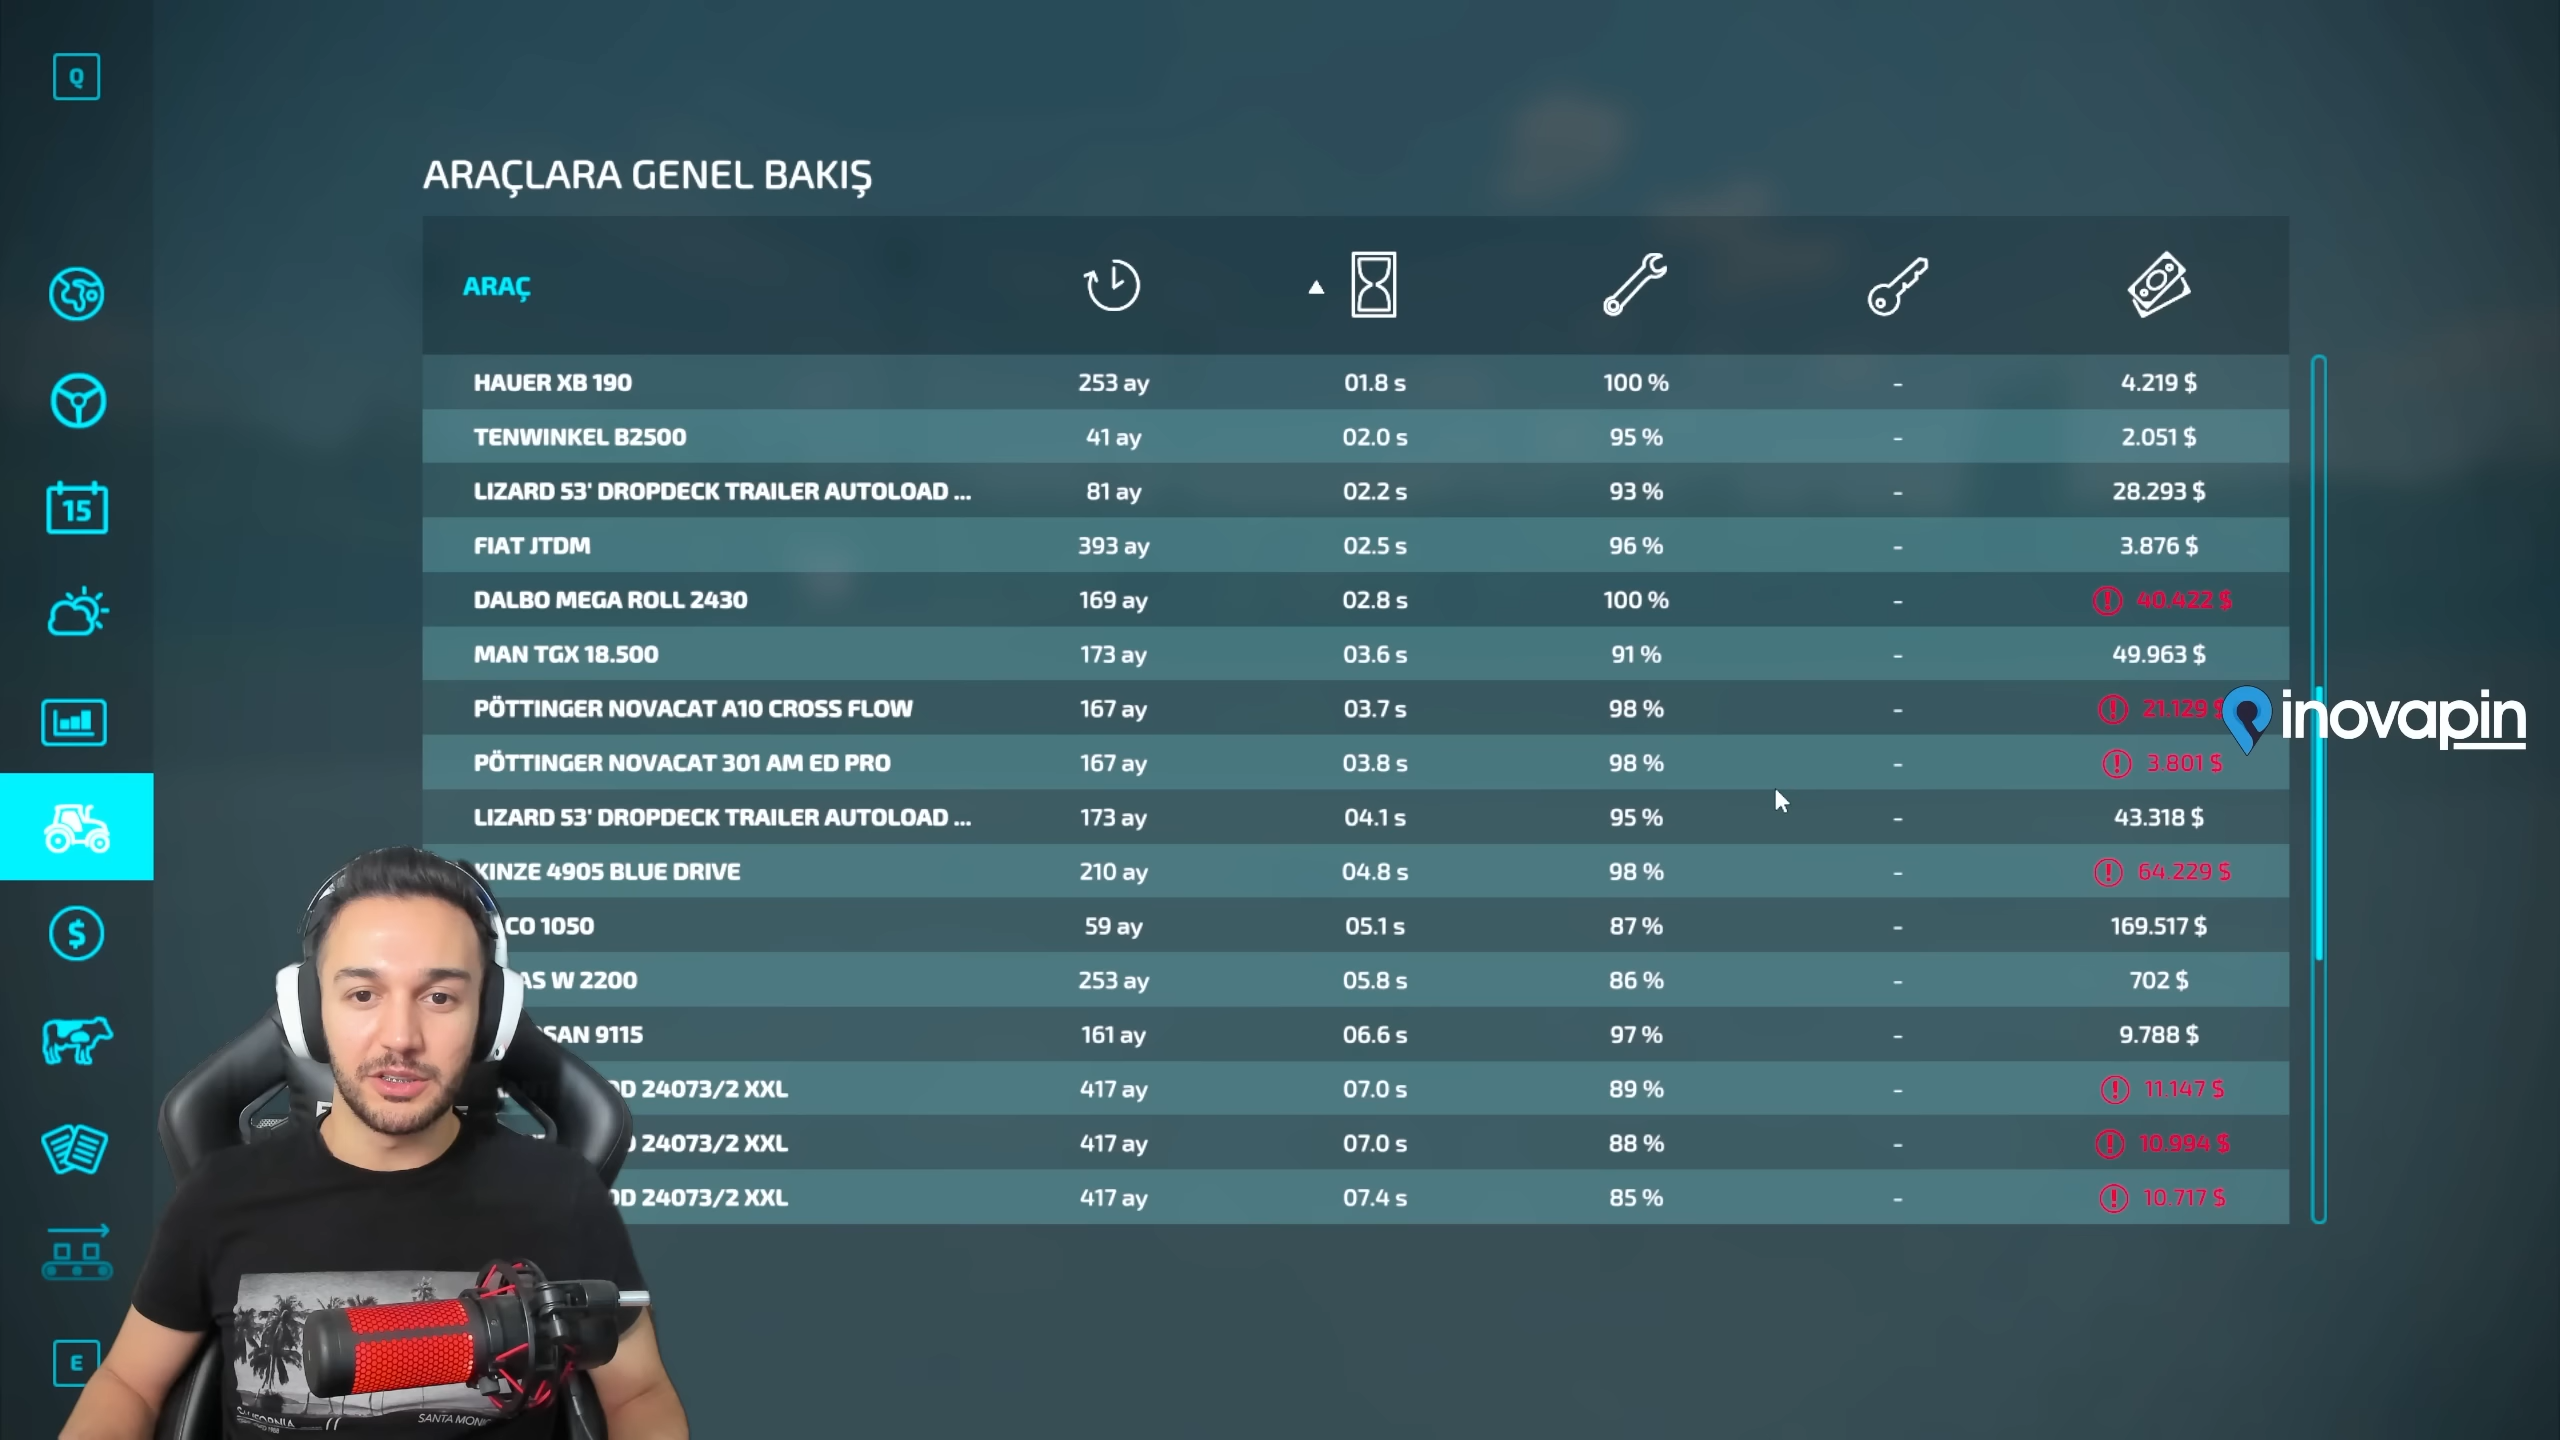 Q
ARAÇLARA GENEL BAKIŞ
ARAÇ
HAUER XB 190 253 ay 01.8 s 100 % - 4.219 $
TENWINKEL B2500 41 ay 02.0 s 95 % - 2.051 $
LIZARD 53' DROPDECK TRAILER AUTOLOAD ... 81 ay 02.2 s 93 % - 28.293 $
FIAT JTDM 393 ay 02.5 s 96 % - 3.876 $
DALBO MEGA ROLL 2430 169 ay 02.8 s 100 % - 40.422 $
MAN TGX 18.500 173 ay 03.6 s 91 % - 49.963 $
PÖTTINGER NOVACAT A10 CROSS FLOW 167 ay 03.7 s 98 % - 21.129 $
inovapin
PÖTTINGER NOVACAT 301 AM ED PRO 167 ay 03.8 s 98 % - 3.801 $
LIZARD 53' DROPDECK TRAILER AUTOLOAD ... 173 ay 04.1 s 95 % - 43.318 $
KINZE 4905 BLUE DRIVE 210 ay 04.8 s 98 % - 64.229 $
CO 1050 59 ay 05.1 s 87 % - 169.517 $
AS W 2200 253 ay 05.8 s 86 % - 702 $
SAN 9115 161 ay 06.6 s 97 % - 9.788 $
D 24073/2 XXL 417 ay 07.0 s 89 % - 11.147 $
24073/2 XXL 417 ay 07.0 s 88 % - 10.994 $
D 24073/2 XXL 417 ay 07.4 s 85 % - 10.717 $
15
$
E
SANTA MONIC